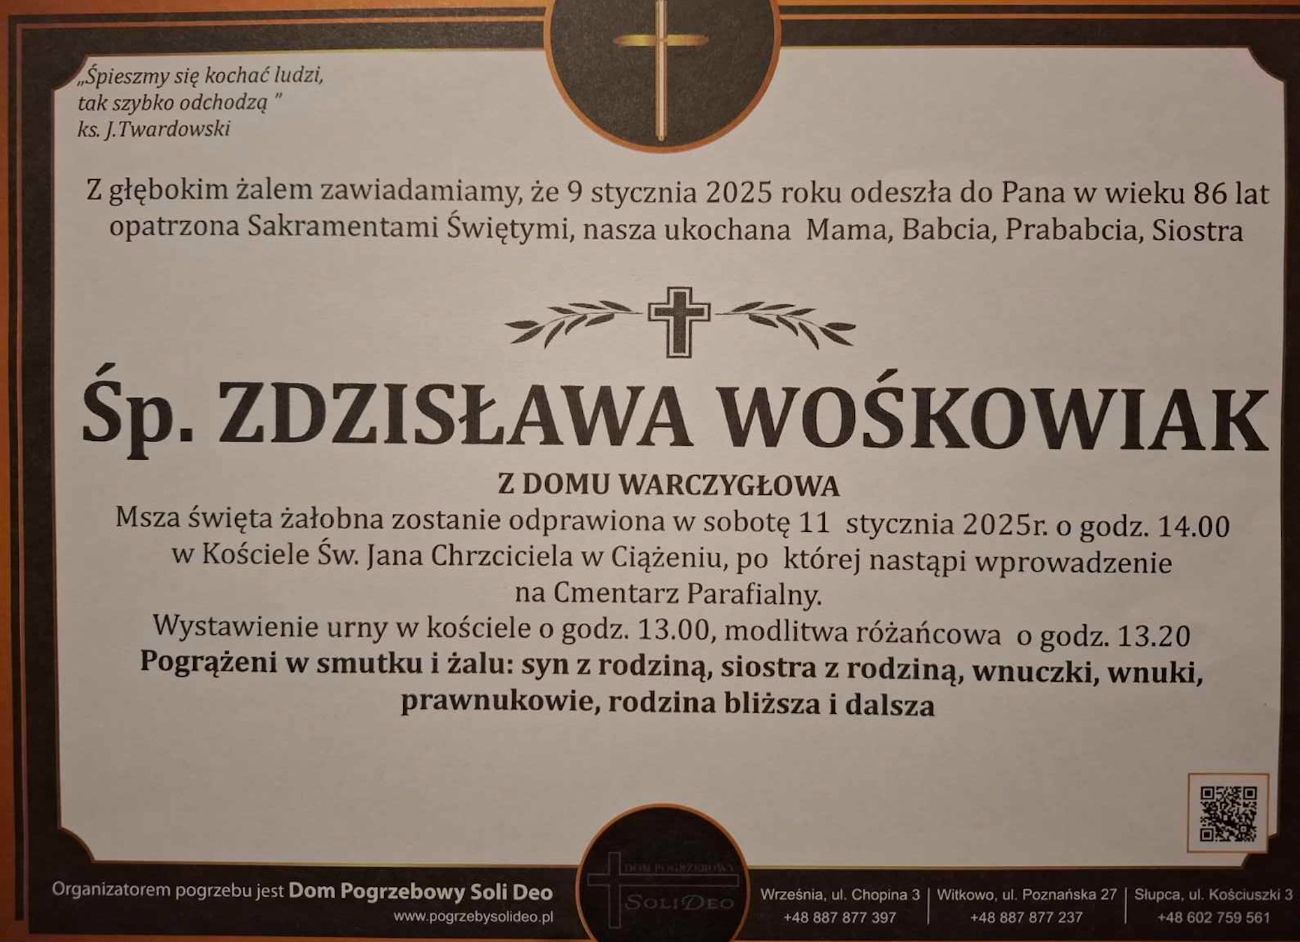 „Śpieszmy się kochać ludzi,
tak szybko odchodzą "
ks. J.Twardowski
Z głębokim żalem zawiadamiamy, że 9 stycznia 2025 roku odeszła do Pana w wieku 86 lat
opatrzona Sakramentami Świętymi, nasza ukochana Mama, Babcia, Prababcia, Siostra
Śp. ZDZISŁAWA WOŚKOWIAK
Z DOMU WARCZYGŁOWA
Msza święta żałobna zostanie odprawiona w sobotę 11 stycznia 2025r. o godz. 14.00
w Kościele Św. Jana Chrzciciela w Ciążeniu, po której nastąpi wprowadzenie
na Cmentarz Parafialny.
Wystawienie urny w kościele o godz. 13.00, modlitwa różańcowa o godz. 13.20
Pogrążeni w smutku i żalu: syn z rodziną, siostra z rodziną, wnuczki, wnuki,
prawnukowie, rodzina bliższa i dalsza
Organizatorem pogrzebu jest Dom Pogrzebowy Soli Deo
www.pogrzebysolideo.pl
DOM POGRZEBOWY
SOLI DEO
Września, ul. Chopina 3
+48 887 877 397
Witkowo, ul. Poznańska 27
+48 887 877 237
Słupca, ul. Kościuszki 3
+48 602 759 561